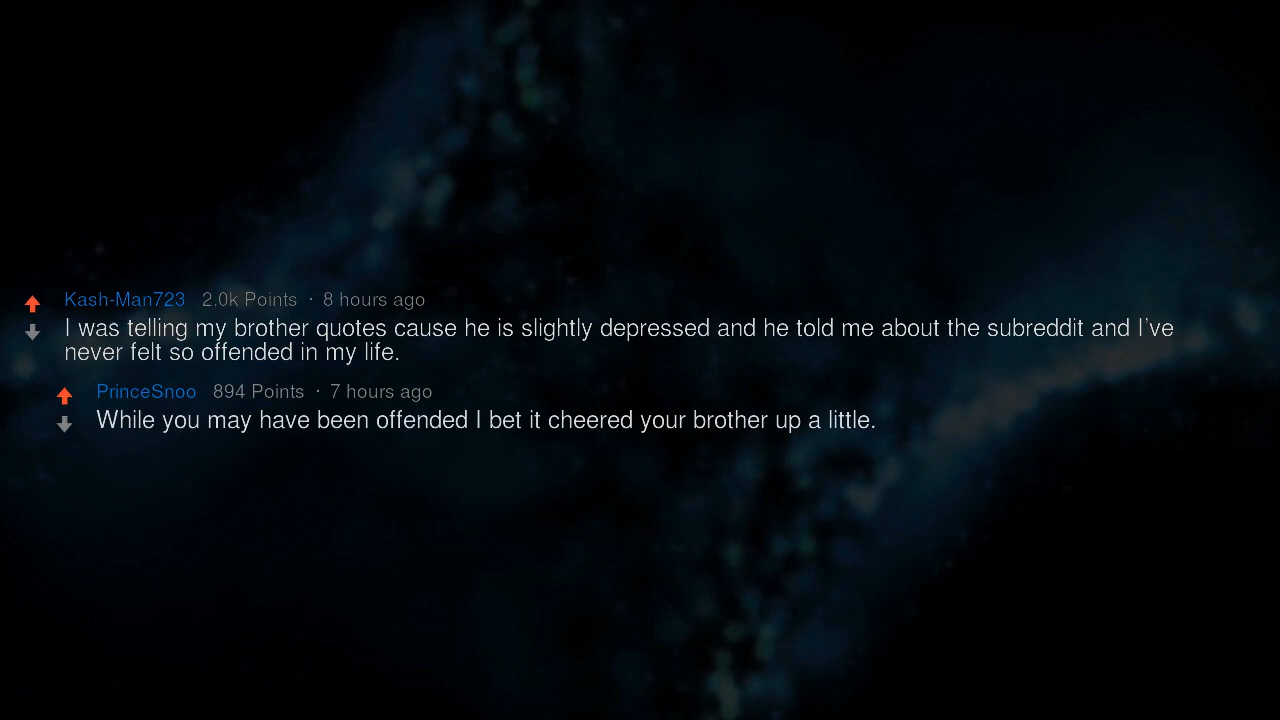 Kash-Man723 2.0k Points · 8 hours ago
I was telling my brother quotes cause he is slightly depressed and he told me about the subreddit and I've
never felt so offended in my life.
PrinceSnoo 894 Points · 7 hours ago
While you may have been offended I bet it cheered your brother up a little.